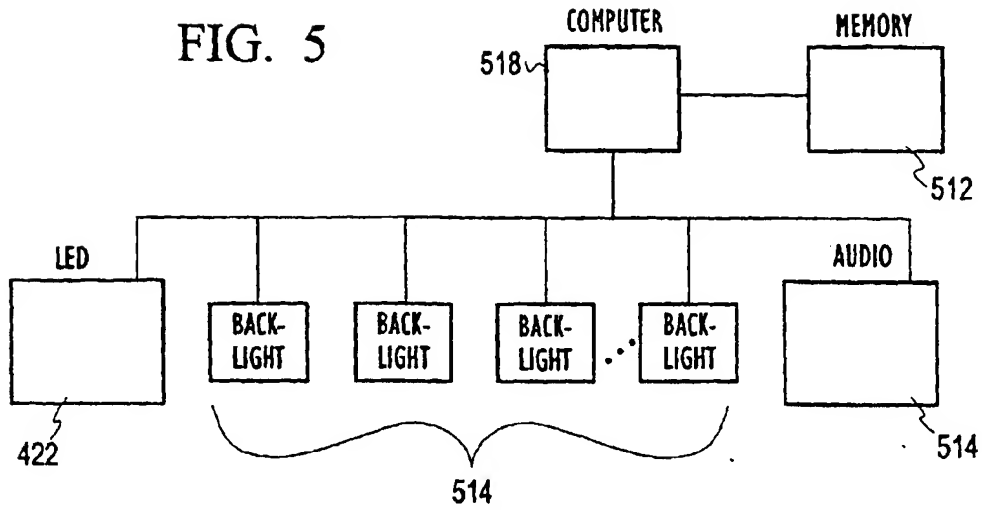 FIG. 5
COMPUTER
MEMORY
518
512
LED
AUDIO
BACK-
LIGHT
BACK-
LIGHT
BACK-
LIGHT
BACK-
LIGHT
422
514
514